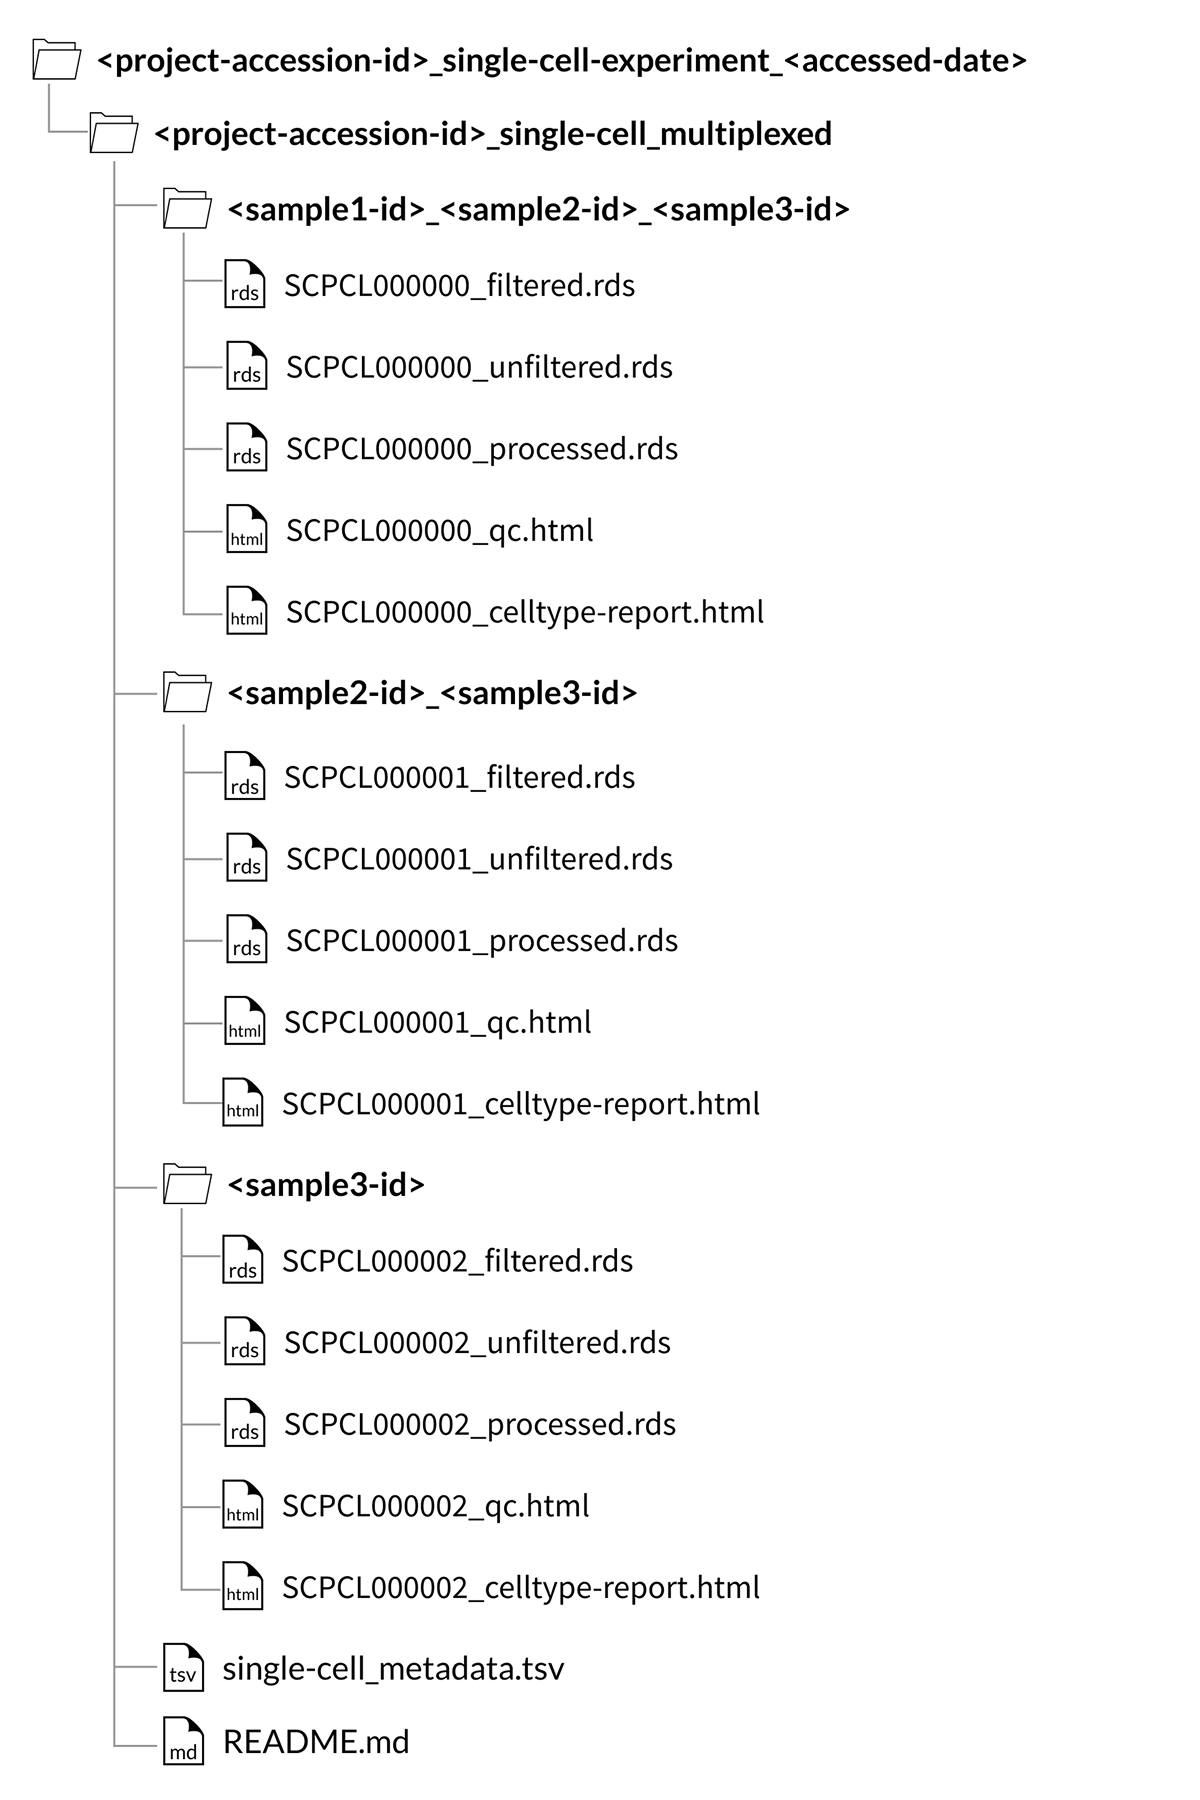 <project-accession-id>_single-cell-experiment_<accessed-date>
<project-accession-id>_single-cell_multiplexed
<sample1-id>_<sample2-id>_<sample3-id>
rds SCPCL000000_filtered.rds
rds SCPCL000000_unfiltered.rds
rds SCPCL000000_processed.rds
html SCPCL000000_qc.html
html SCPCL000000_celltype-report.html
<sample2-id>_<sample3-id>
rds SCPCL000001_filtered.rds
rds SCPCL000001_unfiltered.rds
rds SCPCL000001_processed.rds
html SCPCL000001_qc.html
html SCPCL000001_celltype-report.html
<sample3-id>
rds SCPCL000002_filtered.rds
rds SCPCL000002_unfiltered.rds
rds SCPCL000002_processed.rds
html SCPCL000002_qc.html
html SCPCL000002_celltype-report.html
tsv single-cell_metadata.tsv
md README.md